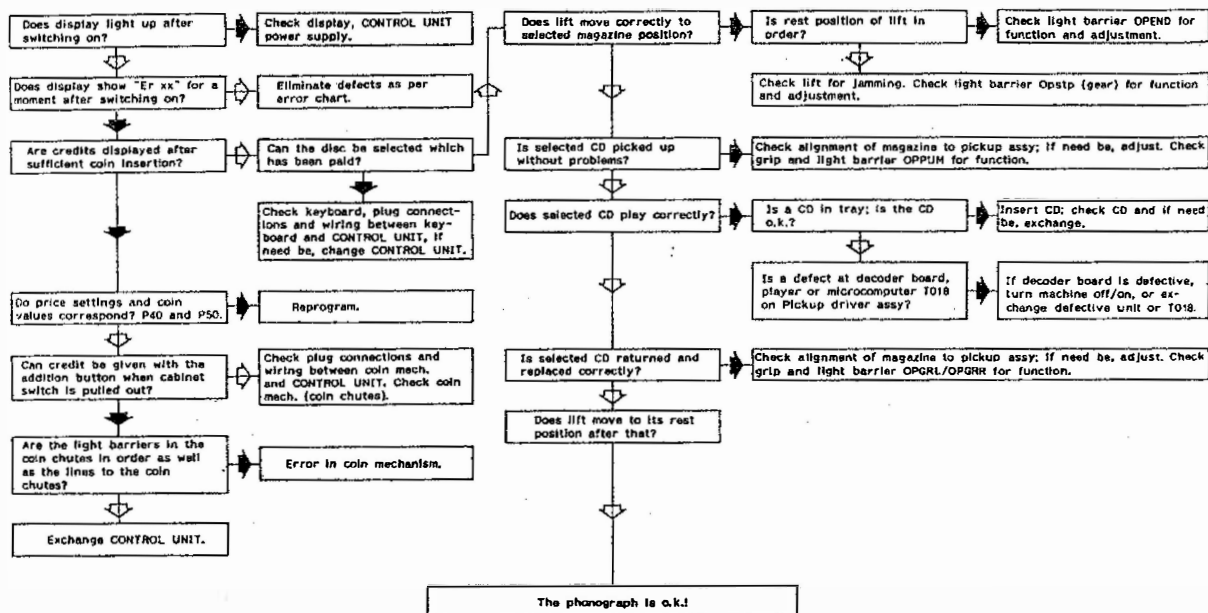 Does display light up after
switching on?
Check display, CONTROL UNIT
power supply.
Does display show "Er xx" for a
moment after switching on?
Eliminate defects as per
error chart.
Are credits displayed after
sufficient coin insertion?
Can the disc be selected which
has been paid?
Check keyboard, plug connect-
ions and wiring between key-
board and CONTROL UNIT, if
need be, change CONTROL UNIT.
Do price settings and coin
values correspond? P40 and P50.
Reprogram.
Can credit be given with the
addition button when cabinet
switch is pulled out?
Check plug connections and
wiring between coin mech.
and CONTROL UNIT. Check coin
mech. (coin chutes).
Are the light barriers in the
coin chutes in order as well
as the lines to the coin
chutes?
Error in coin mechanism.
Exchange CONTROL UNIT.
Does lift move correctly to
selected magazine position?
Is rest position of lift in
order?
Check light barrier OPEND for
function and adjustment.
Check lift for jamming. Check light barrier Opstp (gear) for function
and adjustment.
Is selected CD picked up
without problems?
Check alignment of magazine to pickup assy; if need be, adjust. Check
grip and light barrier OPPUM for function.
Does selected CD play correctly?
Is a CD in tray; is the CD
o.k.?
Insert CD; check CD and if need
be, exchange.
Is a defect at decoder board,
player or microcomputer T018
on Pickup driver assy?
If decoder board is defective,
turn machine off/on, or ex-
change defective unit or T018.
Is selected CD returned and
replaced correctly?
Check alignment of magazine to pickup assy; if need be, adjust. Check
grip and light barrier OPGRL/OPGRR for function.
Does lift move to its rest
position after that?
The phonograph is o.k.!